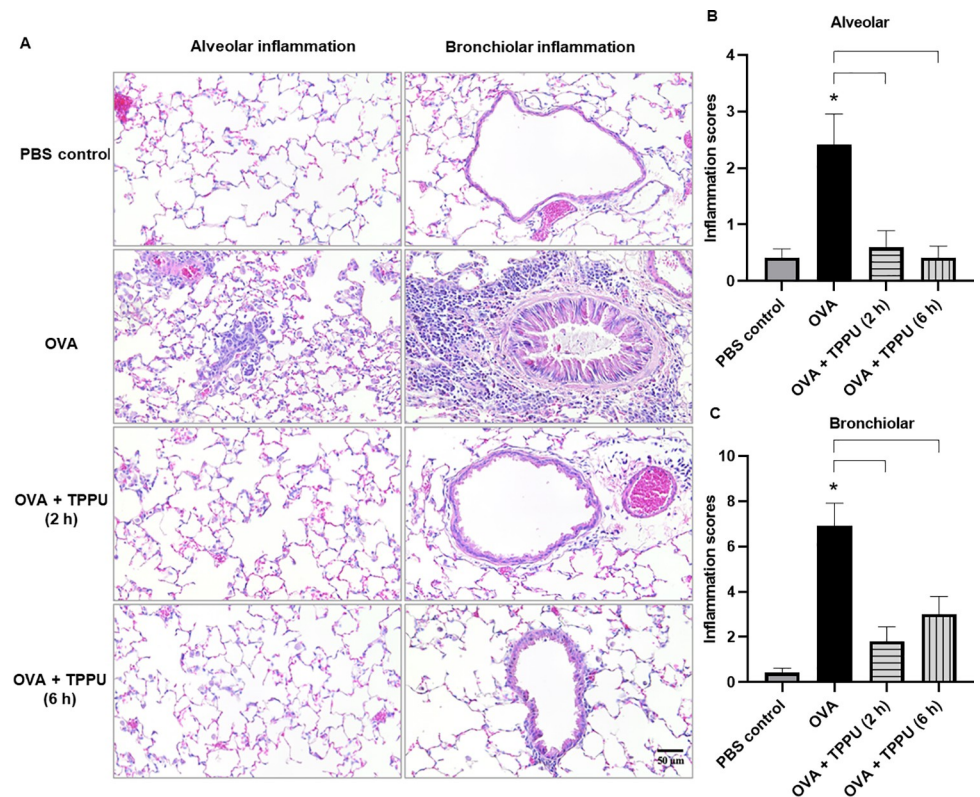 A
Alveolar inflammation
Bronchiolar inflammation
PBS control
OVA
OVA + TPPU
(2 h)
OVA + TPPU
(6 h)
50 μm
B
Alveolar
Inflammation scores
4
3
2
1
0
*
PBS control
OVA
OVA + TPPU (2 h)
OVA + TPPU (6 h)
C
Bronchiolar
Inflammation scores
10
8
6
4
2
0
*
PBS control
OVA
OVA + TPPU (2 h)
OVA + TPPU (6 h)